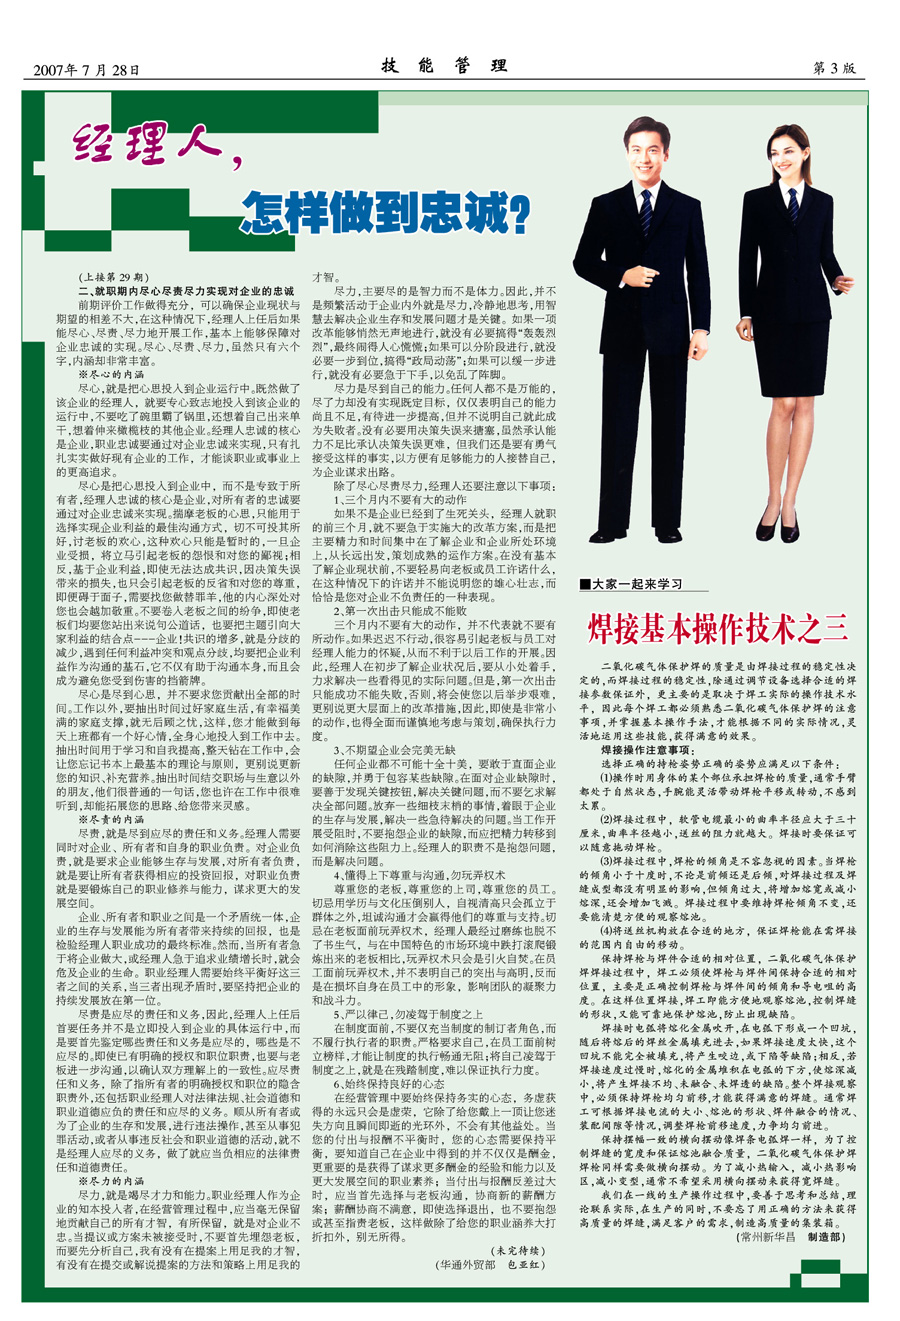 2007年 7 月 28日
技 能 管 理
第 3 版
经理人，
怎样做到忠诚？
(上接第 29 期)
二、就职期内尽心尽责尽力实现对企业的忠诚
前期评价工作做得充分，可以确保企业现状与
期望的相差不大，在这种情况下，经理人上任后如果
能尽心、尽责、尽力地开展工作，基本上能够保障对
企业忠诚的实现。尽心、尽责、尽力，虽然只有六个
字，内涵却非常丰富。
※尽心的内涵
尽心，就是把心思投入到企业运行中。既然做了
该企业的经理人，就要专心致志地投入到该企业的
运行中，不要吃了碗里霸了锅里，还想着自己出来单
干，想着伸来橄榄枝的其他企业。经理人忠诚的核心
是企业，职业忠诚要通过对企业忠诚来实现，只有扎
扎实实做好现有企业的工作，才能谈职业或事业上
的更高追求。
尽心是把心思投入到企业中，而不是专致于所
有者，经理人忠诚的核心是企业，对所有者的忠诚要
通过对企业忠诚来实现。揣摩老板的心思，只能用于
选择实现企业利益的最佳沟通方式，切不可投其所
好，讨老板的欢心，这种欢心只能是暂时的，一旦企
业受损，将立马引起老板的怨恨和对您的鄙视；相
反，基于企业利益，即使无法达成共识，因决策失误
带来的损失，也只会引起老板的反省和对您的尊重，
即便碍于面子，需要找您做替罪羊，他的内心深处对
您也会越加敬重。不要卷入老板之间的纷争，即使老
板们均要您站出来说句公道话，也要把主题引向大
家利益的结合点———企业！共识的增多，就是分歧的
减少，遇到任何利益冲突和观点分歧，均要把企业利
益作为沟通的基石，它不仅有助于沟通本身，而且会
成为避免您受到伤害的挡箭牌。
尽心是尽到心思，并不要求您贡献出全部的时
间。工作以外，要抽出时间过好家庭生活，有幸福美
满的家庭支撑，就无后顾之忧，这样，您才能做到每
天上班都有一个好心情，全身心地投入到工作中去。
抽出时间用于学习和自我提高，整天钻在工作中，会
让您忘记书本上最基本的理论与原则，更别说更新
您的知识、补充营养。抽出时间结交职场与生意以外
的朋友，他们很普通的一句话，您也许在工作中很难
听到，却能拓展您的思路、给您带来灵感。
※尽责的内涵
尽责，就是尽到应尽的责任和义务。经理人需要
同时对企业、所有者和自身的职业负责。对企业负
责，就是要求企业能够生存与发展，对所有者负责，
就是要让所有者获得相应的投资回报，对职业负责
就是要锻炼自己的职业修养与能力，谋求更大的发
展空间。
企业、所有者和职业之间是一个矛盾统一体，企
业的生存与发展能为所有者带来持续的回报，也是
检验经理人职业成功的最终标准。然而，当所有者急
于将企业做大，或经理人急于追求业绩增长时，就会
危及企业的生命。职业经理人需要始终平衡好这三
者之间的关系，当三者出现矛盾时，要坚持把企业的
持续发展放在第一位。
尽责是应尽的责任和义务，因此，经理人上任后
首要任务并不是立即投入到企业的具体运行中，而
是要首先鉴定哪些责任和义务是应尽的，哪些是不
应尽的。即使已有明确的授权和职位职责，也要与老
板进一步沟通，以确认双方理解上的一致性。应尽责
任和义务，除了指所有者的明确授权和职位的隐含
职责外，还包括职业经理人对法律法规、社会道德和
职业道德应负的责任和应尽的义务。顺从所有者或
为了企业的生存和发展，进行违法操作，甚至从事犯
罪活动，或者从事违反社会和职业道德的活动，就不
是经理人应尽的义务，做了就应当负相应的法律责
任和道德责任。
※尽力的内涵
尽力，就是竭尽才力和能力。职业经理人作为企
业的知本投入者，在经营管理过程中，应当毫无保留
地贡献自己的所有才智，有所保留，就是对企业不
忠。当提议或方案未被接受时，不要首先埋怨老板，
而要先分析自己，我有没有在提案上用足我的才智，
有没有在提交或解说提案的方法和策略上用足我的
才智。
尽力，主要尽的是智力而不是体力。因此，并不
是频繁活动于企业内外就是尽力，冷静地思考，用智
慧去解决企业生存和发展问题才是关键。如果一项
改革能够悄然无声地进行，就没有必要搞得“轰轰烈
烈”，最终闹得人心慌慌；如果可以分阶段进行，就没
必要一步到位，搞得“政局动荡”；如果可以缓一步进
行，就没有必要急于下手，以免乱了阵脚。
尽力是尽到自己的能力。任何人都不是万能的，
尽了力却没有实现既定目标，仅仅表明自己的能力
尚且不足，有待进一步提高，但并不说明自己就此成
为失败者。没有必要用决策失误来搪塞，虽然承认能
力不足比承认决策失误更难，但我们还是要有勇气
接受这样的事实，以方便有足够能力的人接替自己，
为企业谋求出路。
除了尽心尽责尽力，经理人还要注意以下事项：
1、三个月内不要有大的动作
如果不是企业已经到了生死关头，经理人就职
的前三个月，就不要急于实施大的改革方案，而是把
主要精力和时间集中在了解企业和企业所处环境
上，从长远出发，策划成熟的运作方案。在没有基本
了解企业现状前，不要轻易向老板或员工许诺什么，
在这种情况下的许诺并不能说明您的雄心壮志，而
恰恰是您对企业不负责任的一种表现。
2、第一次出击只能成不能败
三个月内不要有大的动作，并不代表就不要有
所动作。如果迟迟不行动，很容易引起老板与员工对
经理人能力的怀疑，从而不利于以后工作的开展。因
此，经理人在初步了解企业状况后，要从小处着手，
力求解决一些看得见的实际问题。但是，第一次出击
只能成功不能失败，否则，将会使您以后举步艰难，
更别说更大层面上的改革措施，因此，即使是非常小
的动作，也得全面而谨慎地考虑与策划，确保执行力
度。
3、不期望企业会完美无缺
任何企业都不可能十全十美，要敢于直面企业
的缺陷，并勇于包容某些缺陷。在面对企业缺陷时，
要善于发现关键按钮，解决关键问题，而不要乞求解
决全部问题。放弃一些细枝末梢的事情，着眼于企业
的生存与发展，解决一些急待解决的问题。当工作开
展受阻时，不要抱怨企业的缺陷，而应把精力转移到
如何消除这些阻力上。经理人的职责不是抱怨问题，
而是解决问题。
4、懂得上下尊重与沟通，勿玩弄权术
尊重您的老板，尊重您的上司，尊重您的员工。
切忌用学历与文化压倒别人，自视清高只会孤立于
群体之外，坦诚沟通才会赢得他们的尊重与支持。切
忌在老板面前玩弄权术，经理人最经过磨炼也脱不
了书生气，与在中国特色的市场环境中跌打滚爬锻
炼出来的老板相比，玩弄权术只会是引火自焚。在员
工面前玩弄权术，并不表明自己的突出与高明，反而
是在损坏自身在员工中的形象，影响团队的凝聚力
和战斗力。
5、严以律己，勿凌驾于制度之上
在制度面前，不要仅充当制度的制订者角色，而
不履行执行者的职责。严格要求自己，在员工面前树
立榜样，才能让制度的执行畅通无阻；将自己凌驾于
制度之上，就是在残踏制度，难以保证执行力度。
6、始终保持良好的心态
在经营管理中要始终保持务实的心态，务虚获
得的永远只会是虚荣，它除了给您戴上一顶让您迷
失方向且瞬间即逝的光环外，不会有其他益处。当
您的付出与报酬不平衡时，您的心态需要保持平
衡，要知道自己在企业中得到的并不仅仅是酬金，
更重要的是获得了谋求更多酬金的经验和能力以及
更大发展空间的职业素养；当付出与报酬反差过大
时，应当首先选择与老板沟通，协商新的薪酬方
案；薪酬协商不满意，即使选择退出，也不要抱怨
或甚至指责老板，这样做除了给您的职业涵养大打
折扣外，别无所得。
(未完待续)
(华通外贸部 包亚红)
■大家一起来学习
焊接基本操作技术之三
二氧化碳气体保护焊的质量是由焊接过程的稳定性决
定的，而焊接过程的稳定性，除通过调节设备选择合适的焊
接参数保证外，更主要的是取决于焊工实际的操作技术水
平，因此每个焊工都必须熟悉二氧化碳气体保护焊的注意
事项，并掌握基本操作手法，才能根据不同的实际情况，灵
活地运用这些技能，获得满意的效果。
焊接操作注意事项：
选择正确的持枪姿势正确的姿势应满足以下条件：
⑴操作时用身体的某个部位承担焊枪的质量，通常手臂
都处于自然状态，手腕能灵活带动焊枪平移或转动，不感到
太累。
⑵焊接过程中，软管电缆最小的曲率半径应大于三十
厘米，曲率半径越小，送丝的阻力就越大。焊接时要保证可
以随意拖动焊枪。
⑶焊接过程中，焊枪的倾角是不容忽视的因素。当焊枪
的倾角小于十度时，不论是前倾还是后倾，对焊接过程及焊
缝成型都没有明显的影响，但倾角过大，将增加熔宽或减小
熔深，还会增加飞溅。焊接过程中要维持焊枪倾角不变，还
要能清楚方便的观察熔池。
⑷将送丝机构放在合适的地方，保证焊枪能在需焊接
的范围内自由的移动。
保持焊枪与焊件合适的相对位置，二氧化碳气体保护
焊焊接过程中，焊工必须使焊枪与焊件间保持合适的相对
位置，主要是正确控制焊枪与焊件间的倾角和导电咀的高
度。在这样位置焊接，焊工即能方便地观察熔池，控制焊缝
的形状，又能可靠地保护熔池，防止出现缺陷。
焊接时电弧将熔化金属吹开，在电弧下形成一个凹坑，
随后将熔后的焊丝金属填充进去，如果焊接速度太快，这个
凹坑不能完全被填充，将产生咬边，或下陷等缺陷；相反，若
焊接速度过慢时，熔化的金属堆积在电弧的下方，使熔深减
小，将产生焊接不均、未融合、未焊透的缺陷。整个焊接观察
中，必须保持焊枪均匀前移，才能获得满意的焊缝。通常焊
工可根据焊接电流的大小、熔池的形状、焊件融合的情况、
装配间隙等情况，调整焊枪前移速度，力争均匀前进。
保持摆幅一致的横向摆动像焊条电弧焊一样，为了控
制焊缝的宽度和保证熔池融合质量，二氧化碳气体保护焊
焊枪同样需要做横向摆动。为了减小热输入，减小热影响
区，减小变型，通常不希望采用横向摆动来获得宽焊缝。
我们在一线的生产操作过程中，要善于思考和总结，理
论联系实际，在生产的同时，不要忘了用正确的方法来获得
高质量的焊缝，满足客户的需求，制造高质量的集装箱。
(常州新华昌 制造部)